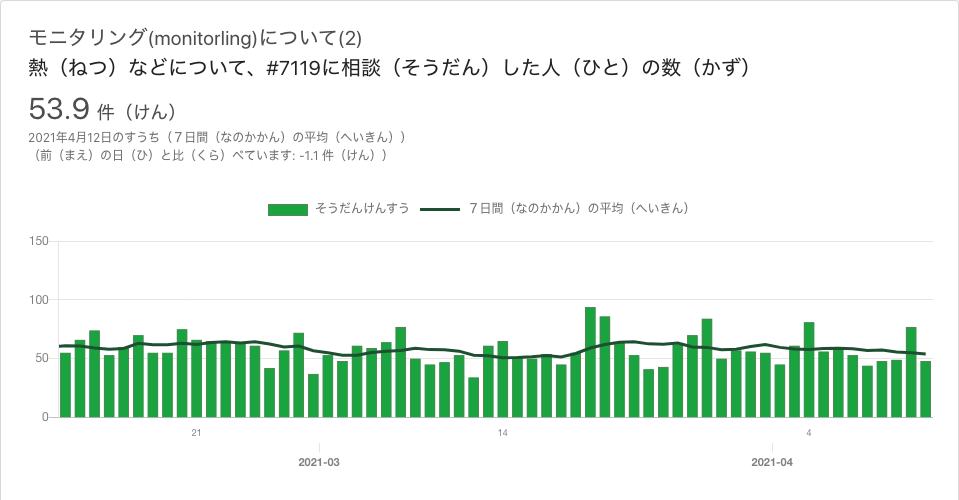 モニタリング(monitorling)について(2)
熱（ねつ）などについて、#7119に相談（そうだん）した人（ひと）の数（かず）
53.9 件（けん）
2021年4月12日のすうち（７日間（なのかかん）の平均（へいきん））
（前（まえ）の日（ひ）と比（くら）べています: -1.1 件（けん））
そうだんけんすう ７日間（なのかかん）の平均（へいきん）
150
100
50
0
21 14 4
2021-03 2021-04